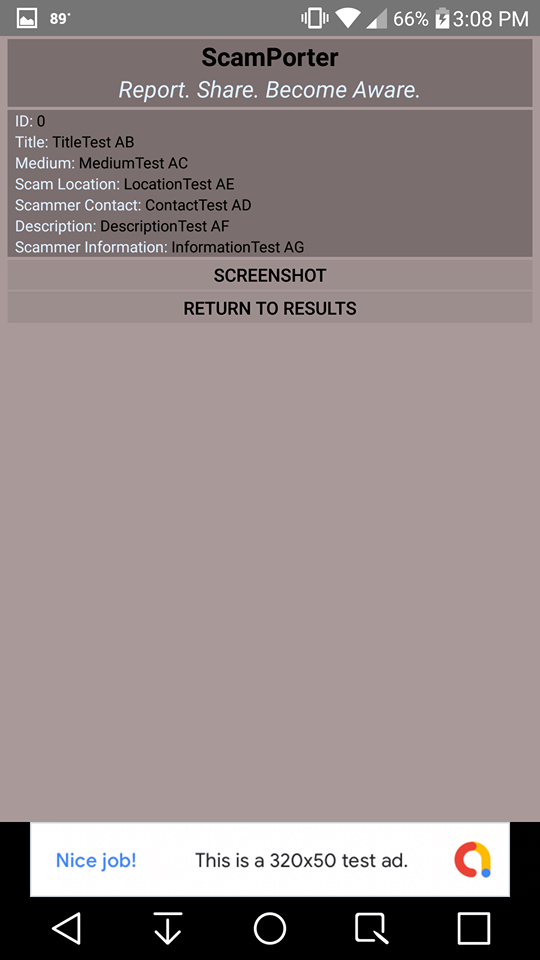 89°
66% 3:08 PM
ScamPorter
Report. Share. Become Aware.
ID: 0
Title: TitleTest AB
Medium: MediumTest AC
Scam Location: LocationTest AE
Scammer Contact: ContactTest AD
Description: DescriptionTest AF
Scammer Information: InformationTest AG
SCREENSHOT
RETURN TO RESULTS
Nice job! This is a 320x50 test ad.